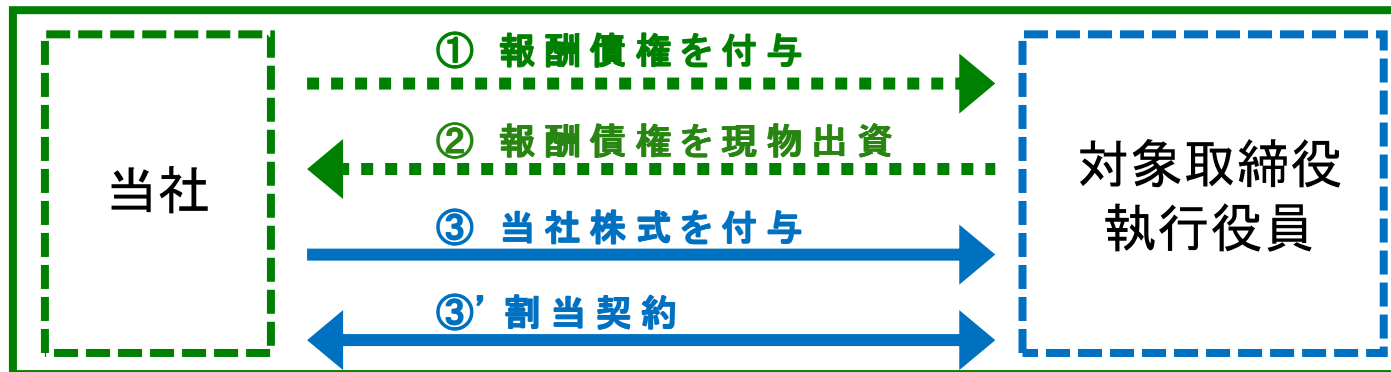 ① 報酬債権を付与
② 報酬債権を現物出資
当社
対象取締役
執行役員
③ 当社株式を付与
③’ 割当契約